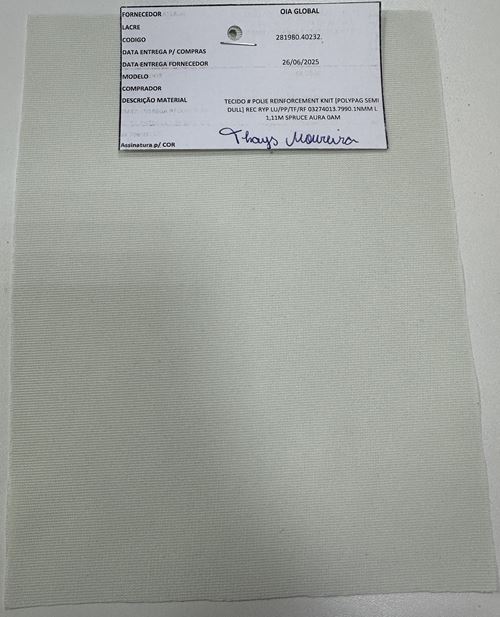 FORNECEDOR OIA GLOBAL
LACRE
CODIGO 281980.40232.
DATA ENTREGA P/ COMPRAS
DATA ENTREGA FORNECEDOR 26/06/2025
MODELO
COMPRADOR
DESCRIÇÃO MATERIAL TECIDO # POLIE REINFORCEMENT KNIT [POLYPAG SEMI
DULL) REC RYP LU/PP/TF/RF 03274013.7990.1NMM L
1,11M SPRUCE AURA 0AM
Assinatura p/ COR Thays Moureira